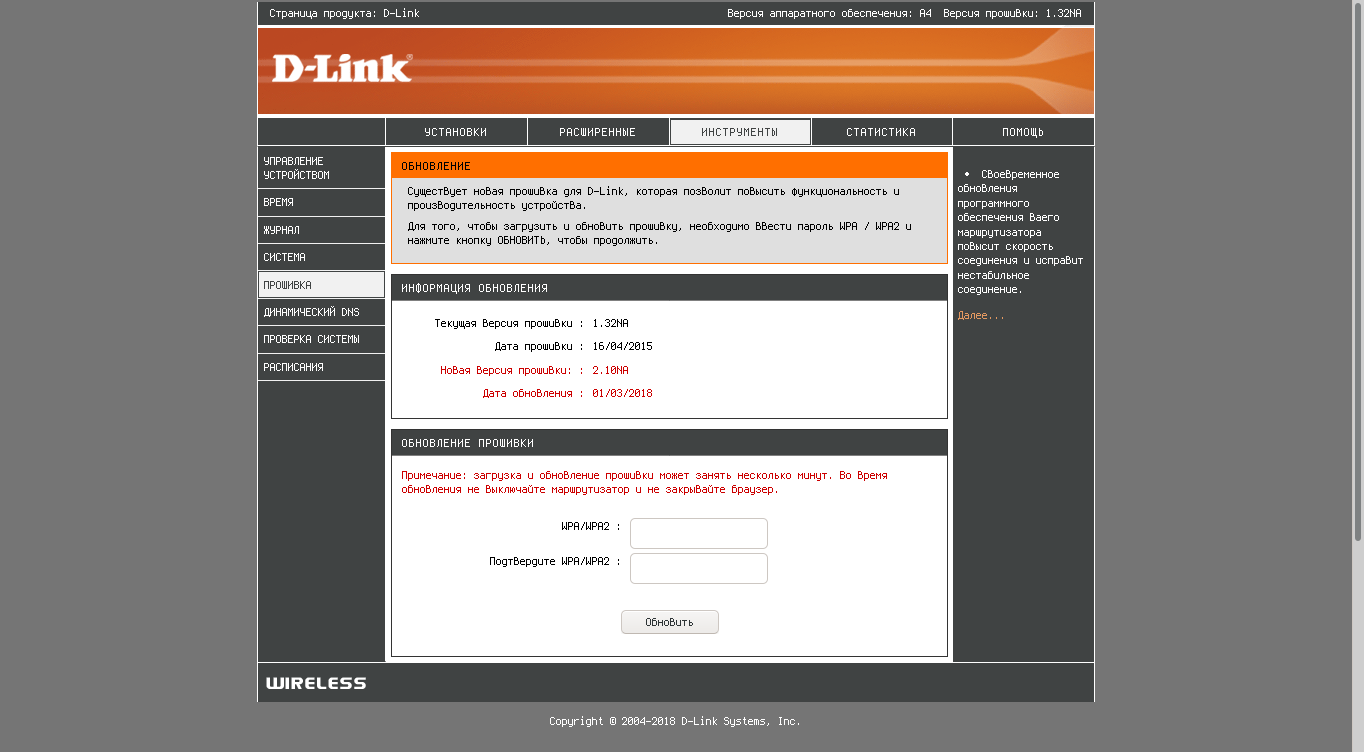 Страница продукта: D-Link
Версия аппаратного обеспечения: A4 Версия прошивки: 1.32NA
D-Link®
УСТАНОВКИ
РАСШИРЕННЫЕ
ИНСТРУМЕНТЫ
СТАТИСТИКА
ПОМОЩЬ
УПРАВЛЕНИЕ
УСТРОЙСТВОМ
ВРЕМЯ
ЖУРНАЛ
СИСТЕМА
ПРОШИВКА
ДИНАМИЧЕСКИЙ DNS
ПРОВЕРКА СИСТЕМЫ
РАСПИСАНИЯ
ОБНОВЛЕНИЕ
Существует новая прошивка для D-Link, которая позволит повысить функциональность и
производительность устройства.
Для того, чтобы загрузить и обновить прошивку, необходимо ввести пароль WPA / WPA2 и
нажмите кнопку ОБНОВИТЬ, чтобы продолжить.
ИНФОРМАЦИЯ ОБНОВЛЕНИЯ
Текущая версия прошивки : 1.32NA
Дата прошивки : 16/04/2015
Новая версия прошивки: : 2.10NA
Дата обновления : 01/03/2018
ОБНОВЛЕНИЕ ПРОШИВКИ
Примечание: загрузка и обновление прошивки может занять несколько минут. Во время
обновления не выключайте маршрутизатор и не закрывайте браузер.
WPA/WPA2 :
Подтвердите WPA/WPA2 :
Обновить
• Своевременное
обновления
программного
обеспечения Ваего
маршрутизатора
повысит скорость
соединения и исправит
нестабильное
соединение.
Далее...
WIRELESS
Copyright © 2004-2018 D-Link Systems, Inc.